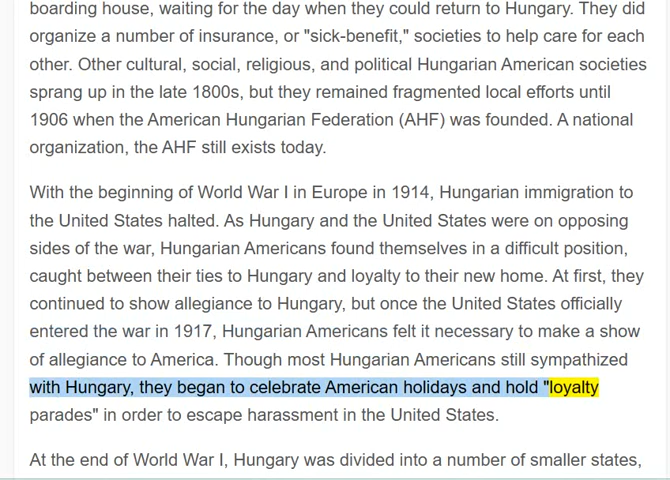 boarding house, waiting for the day when they could return to Hungary. They did
organize a number of insurance, or "sick-benefit," societies to help care for each
other. Other cultural, social, religious, and political Hungarian American societies
sprang up in the late 1800s, but they remained fragmented local efforts until
1906 when the American Hungarian Federation (AHF) was founded. A national
organization, the AHF still exists today.
With the beginning of World War I in Europe in 1914, Hungarian immigration to
the United States halted. As Hungary and the United States were on opposing
sides of the war, Hungarian Americans found themselves in a difficult position,
caught between their ties to Hungary and loyalty to their new home. At first, they
continued to show allegiance to Hungary, but once the United States officially
entered the war in 1917, Hungarian Americans felt it necessary to make a show
of allegiance to America. Though most Hungarian Americans still sympathized
with Hungary, they began to celebrate American holidays and hold "loyalty
parades" in order to escape harassment in the United States.
At the end of World War I, Hungary was divided into a number of smaller states,